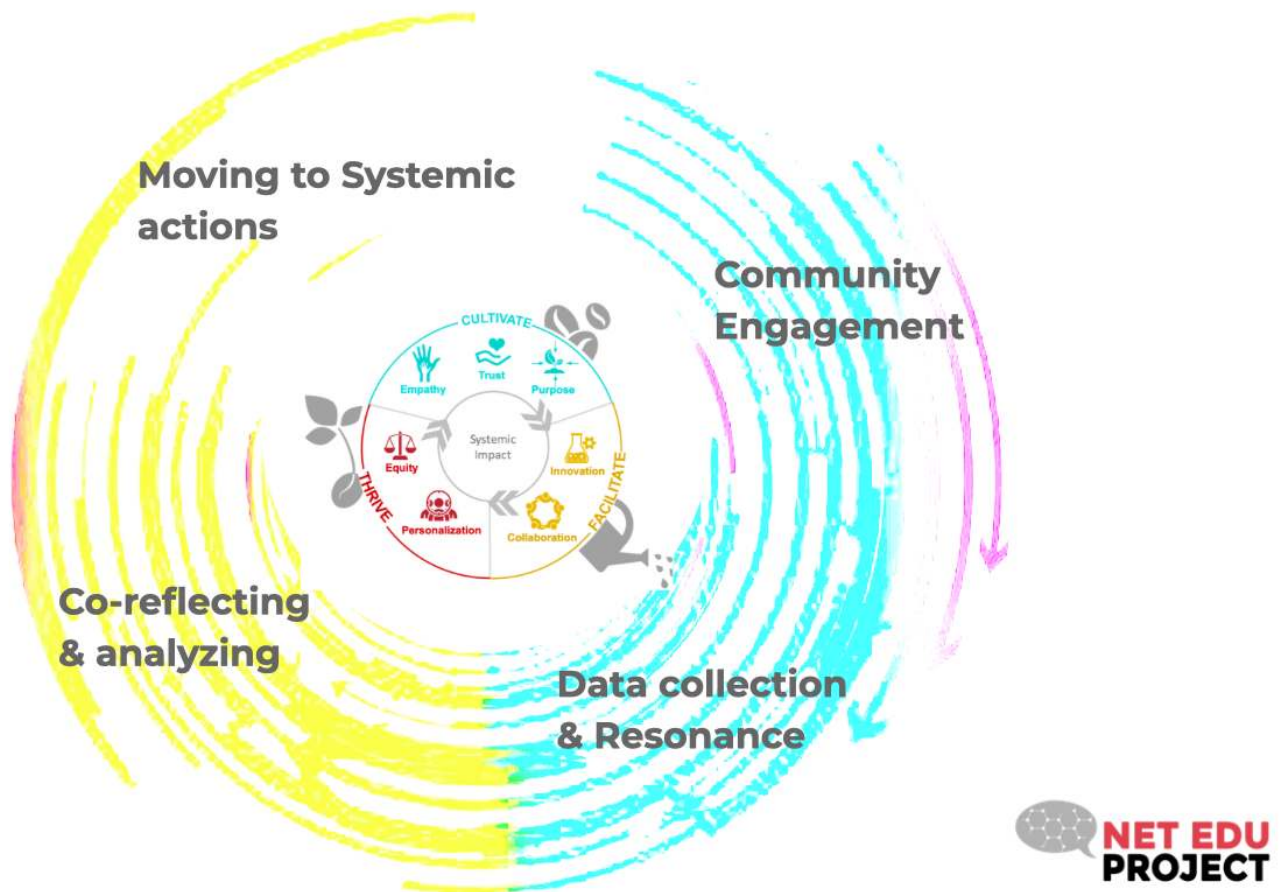 Moving to Systemic
actions
Community
Engagement
CULTIVATE
Empathy
Trust
Purpose
Equity
Systemic
Impact
Innovation
THRIVE
FACILITATE
Personalization
Collaboration
Co-reflecting
& analyzing
Data collection
& Resonance
NET EDU
PROJECT